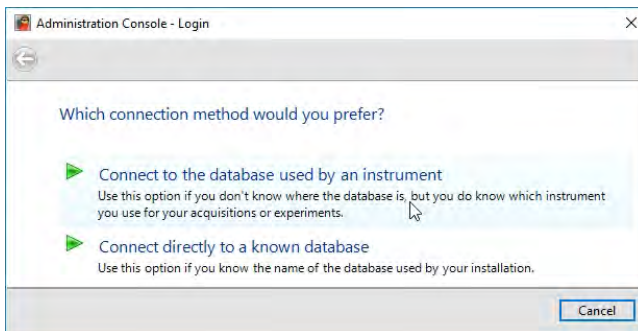 Administration Console - Login
Which connection method would you prefer?
Connect to the database used by an instrument
Use this option if you don't know where the database is, but you do know which instrument
you use for your acquisitions or experiments.
Connect directly to a known database
Use this option if you know the name of the database used by your installation.
Cancel